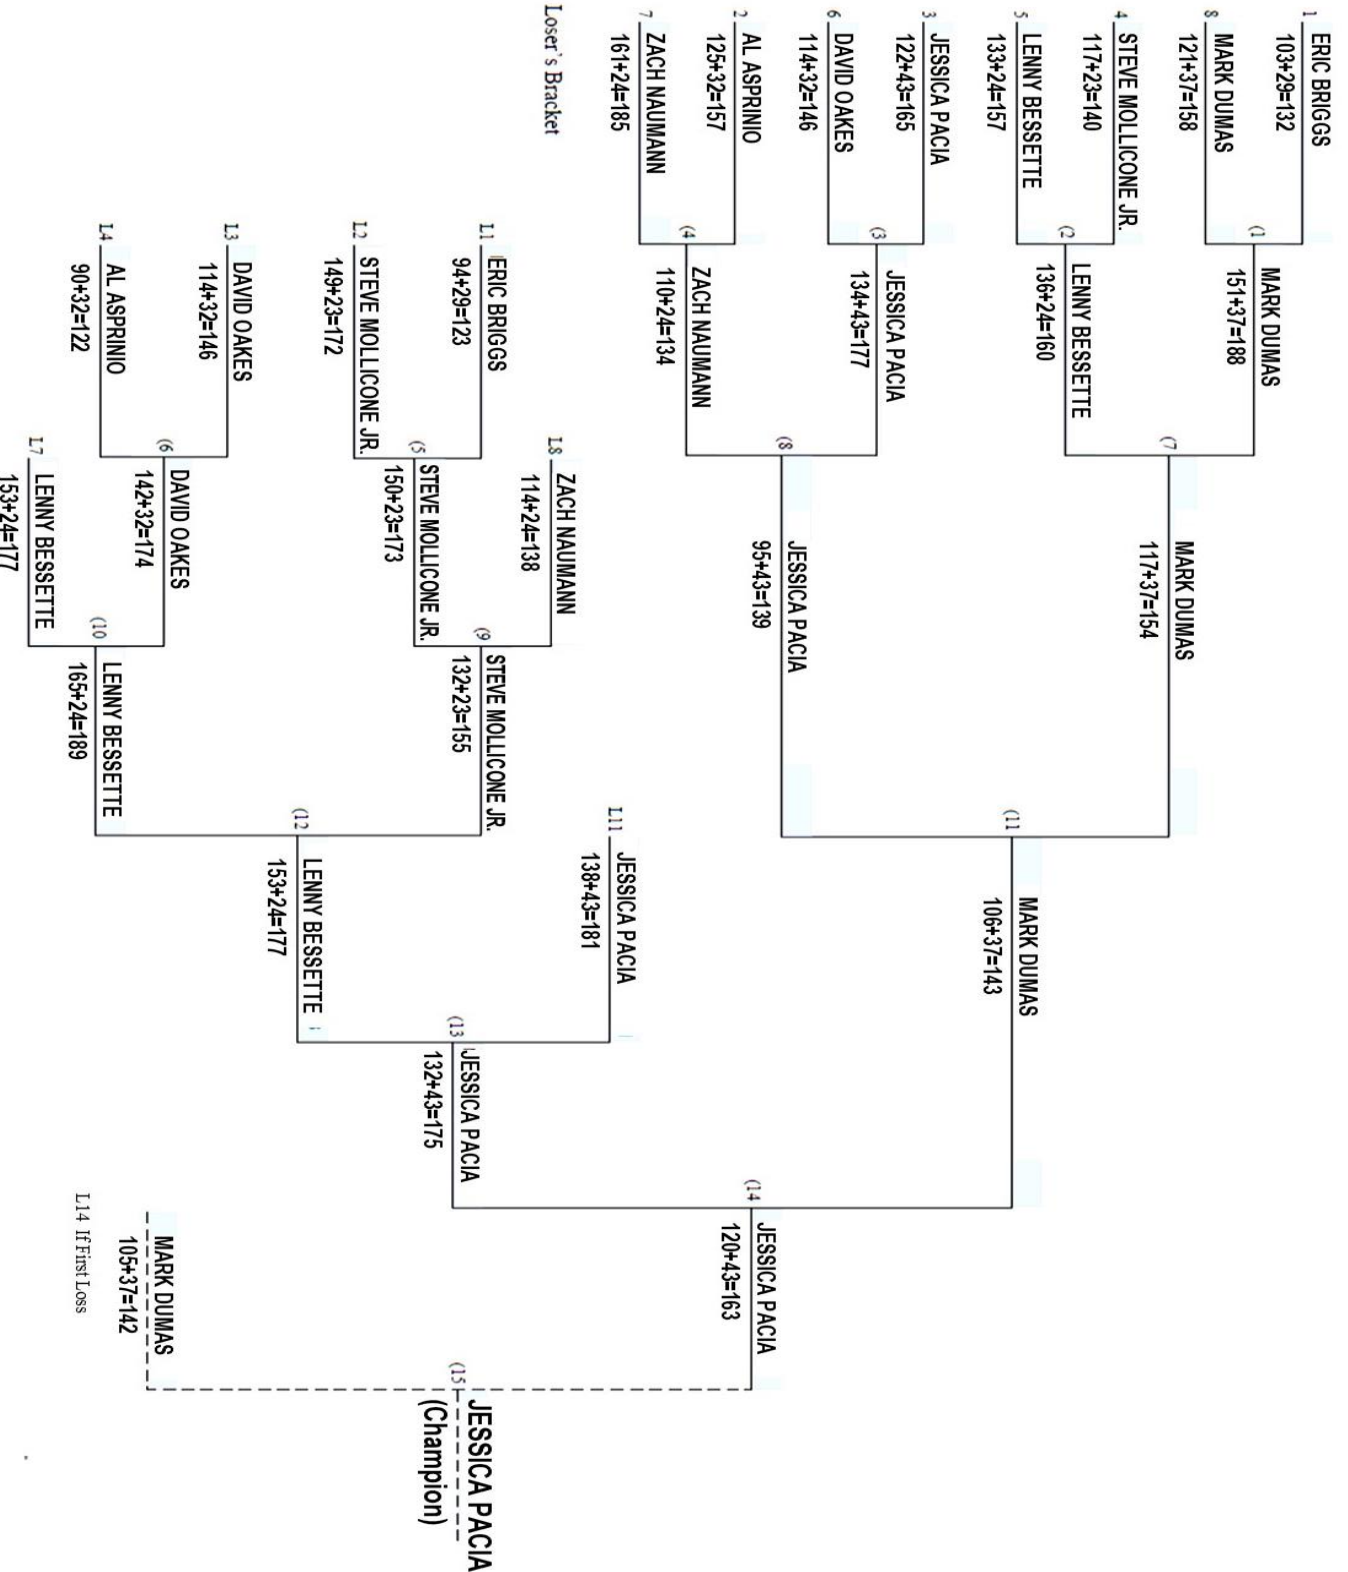 1
ERIC BRIGGS
103+29=132
8
MARK DUMAS
121+37=158
4
STEVE MOLLICONE JR.
117+23=140
5
LENNY BESSETTE
133+24=157
3
JESSICA PACIA
122+43=165
6
DAVID OAKES
114+32=146
2
AL ASPRINIO
125+32=157
7
ZACH NAUMANN
161+24=185
(1
MARK DUMAS
151+37=188
(2
LENNY BESSETTE
136+24=160
(3
JESSICA PACIA
134+43=177
(4
ZACH NAUMANN
110+24=134
(7
MARK DUMAS
117+37=154
(8
JESSICA PACIA
95+43=139
(11
MARK DUMAS
106+37=143
Loser's Bracket
L1
ERIC BRIGGS
94+29=123
L2
STEVE MOLLICONE JR.
149+23=172
L3
DAVID OAKES
114+32=146
L4
AL ASPRINIO
90+32=122
L8
ZACH NAUMANN
114+24=138
(5
STEVE MOLLICONE JR.
150+23=173
(6
DAVID OAKES
142+32=174
L7
LENNY BESSETTE
153+24=177
(9
STEVE MOLLICONE JR.
132+23=155
(10
LENNY BESSETTE
165+24=189
L11
JESSICA PACIA
138+43=181
(12
LENNY BESSETTE
153+24=177
(13
JESSICA PACIA
132+43=175
(14
JESSICA PACIA
120+43=163
MARK DUMAS
105+37=142
L14 If First Loss
(15
JESSICA PACIA
(Champion)